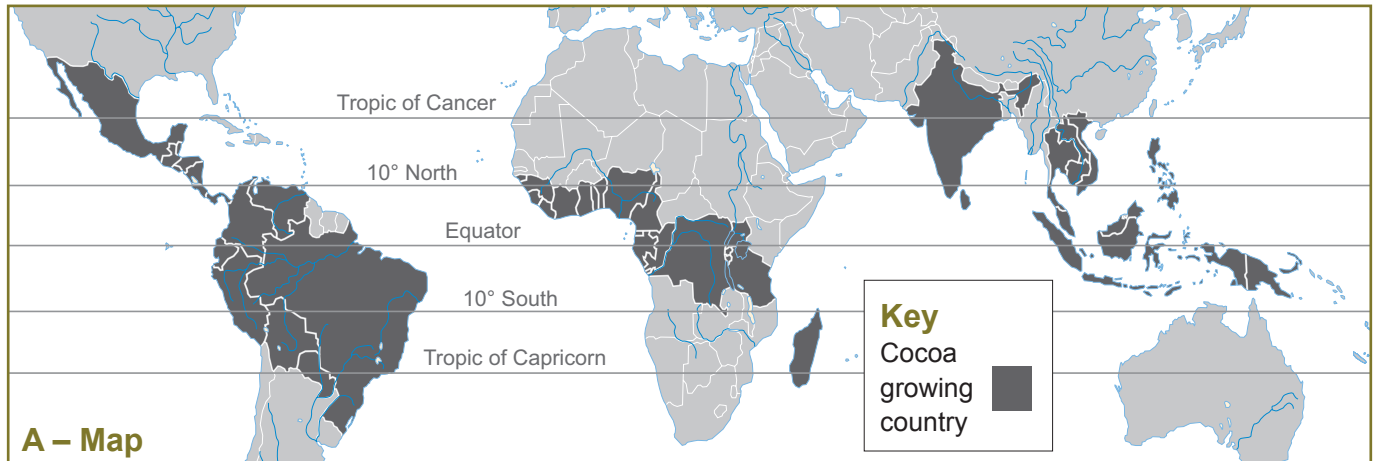 Tropic of Cancer
10° North
Equator
10° South
Tropic of Capricorn
Key
Cocoa
growing
country
A – Map